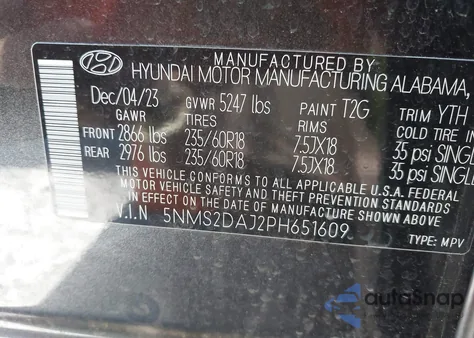 MANUFACTURED BY
HYUNDAI MOTOR MANUFACTURING ALABAMA,
Dec/04/23 GVWR 5247 lbs PAINT T2G TRIM YTH
GAWR TIRES RIMS COLD TIRE
FRONT 2866 lbs 235/60R18 7.5JX18 35 psi SINGL
REAR 2976 lbs 235/60R18 7.5JX18 35 psi SINGL
THIS VEHICLE CONFORMS TO ALL APPLICABLE U.S.A. FEDERAL
MOTOR VEHICLE SAFETY AND THEFT PREVENTION STANDARDS
IN EFFECT ON THE DATE OF MANUFACTURE SHOWN ABOVE.
V.I.N 5NMS2DAJ2PH651609
TYPE: MPV
autoSnap